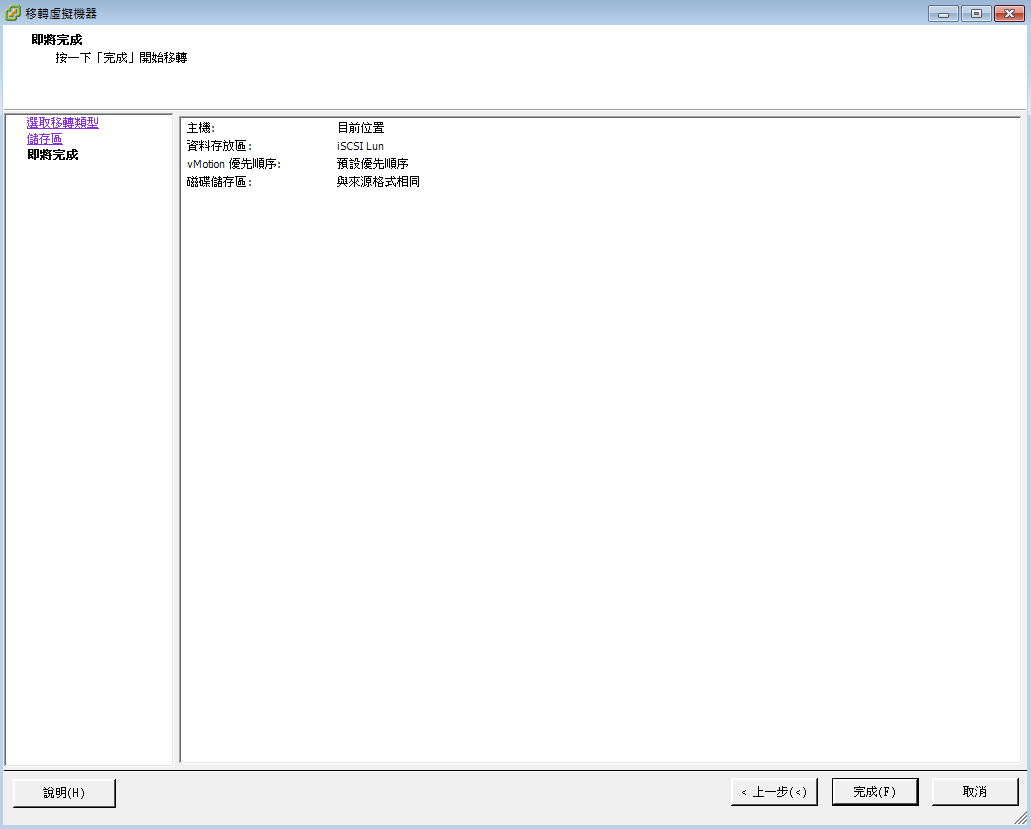 移轉虛擬機器
即將完成
按一下「完成」開始移轉
選取移轉類型
儲存區
即將完成
主機: 目前位置
資料存放區: iSCSI Lun
vMotion 優先順序: 預設優先順序
磁碟儲存區: 與來源格式相同
說明(H) < 上一步(<) 完成(F) 取消